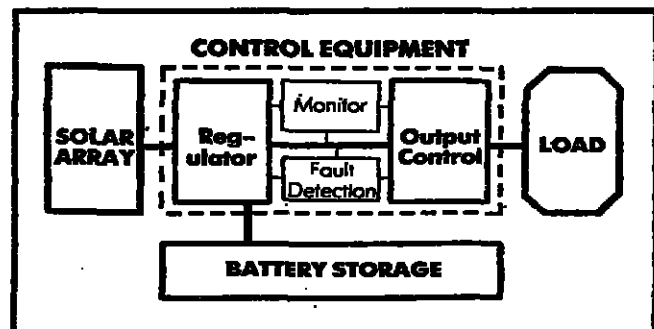 CONTROL EQUIPMENT
SOLAR
ARRAY
Reg-
ulator
Monitor
Fault
Detection
Output
Control
LOAD
BATTERY STORAGE